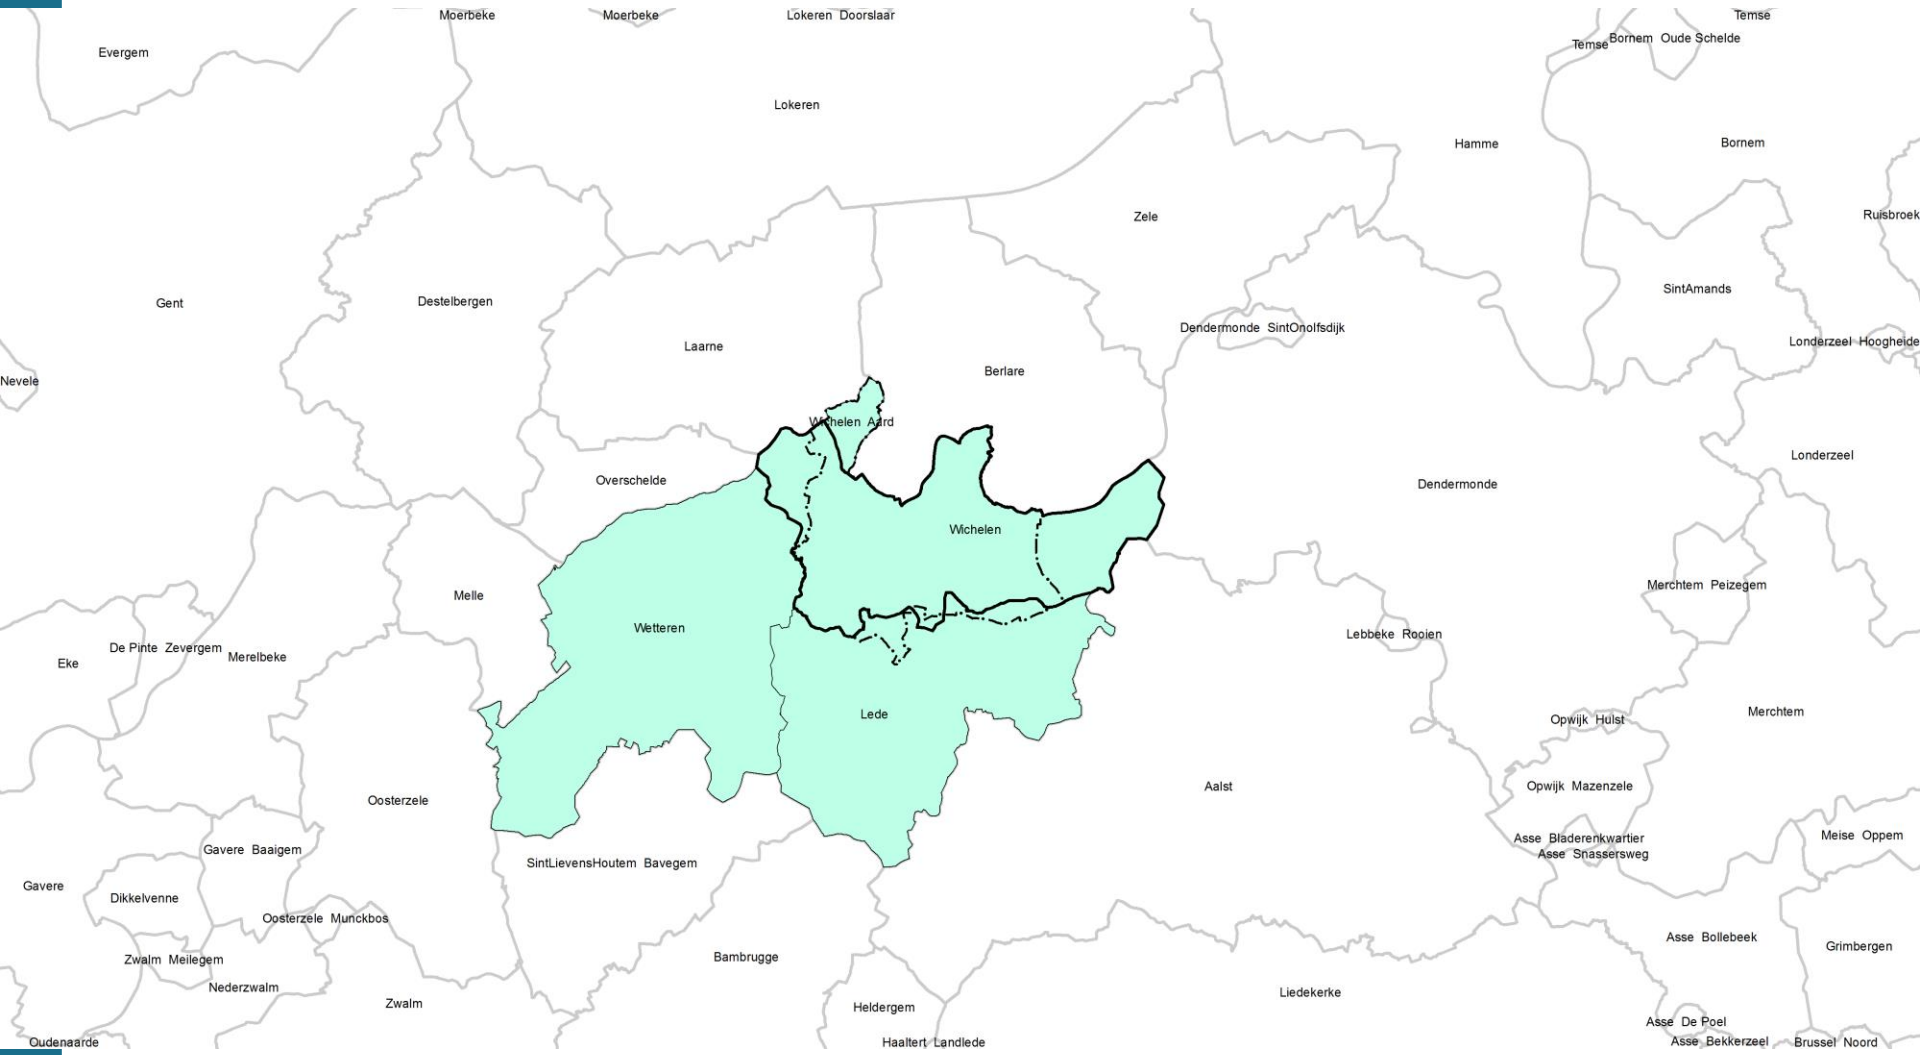 Moerbeke
Moerbeke
Lokeren Doorslaar
Temse
Evergem
Temse
Bornem Oude Schelde
Lokeren
Hamme
Bornem
Zele
Ruisbroek
Gent
Destelbergen
SintAmands
Dendermonde SintOnolfsdijk
Laarne
Londerzeel Hoogheide
Berlare
Nevele
Wichelen Aard
Londerzeel
Overschelde
Dendermonde
Wichelen
Melle
Merchtem Peizegem
Wetteren
Lebbeke Rooien
De Pinte Zevergem
Merelbeke
Eke
Lede
Merchtem
Opwijk Hulst
Aalst
Opwijk Mazenzele
Oosterzele
Meise Oppem
Asse Bladerenkwartier
Gavere Baaigem
Asse Snassersweg
SintLievensHoutem Bavegem
Gavere
Dikkelvenne
Oosterzele Munckbos
Asse Bollebeek
Grimbergen
Bambrugge
Zwalm Meilegem
Nederzwalm
Liedekerke
Zwalm
Heldergem
Asse De Poel
Oudenaarde
Haaltert Landlede
Asse Bekkerzeel
Brussel Noord